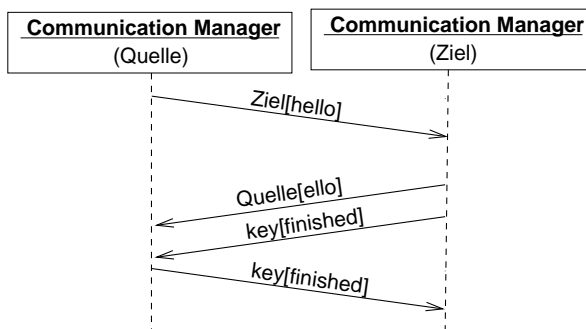 Communication Manager
(Quelle)
Communication Manager
(Ziel)
Ziel[hello]
Quelle[ello]
key[finished]
key[finished]